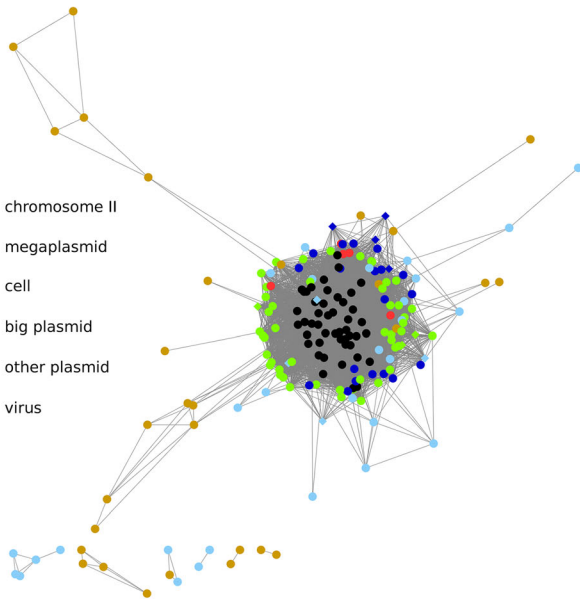 chromosome II
megaplasmid
cell
big plasmid
other plasmid
virus